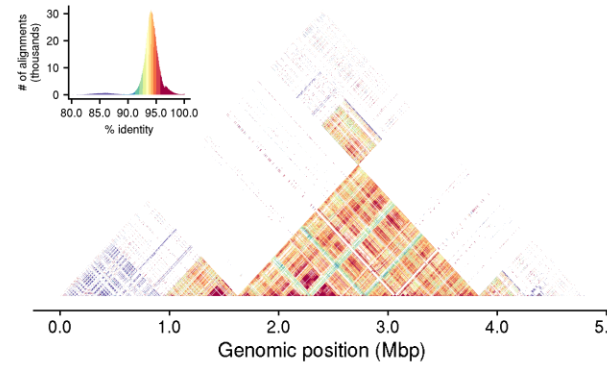 # of alignments
(thousands)
30
20
10
0
80.0 85.0 90.0 95.0 100.0
% identity
0.0 1.0 2.0 3.0 4.0 5.
Genomic position (Mbp)